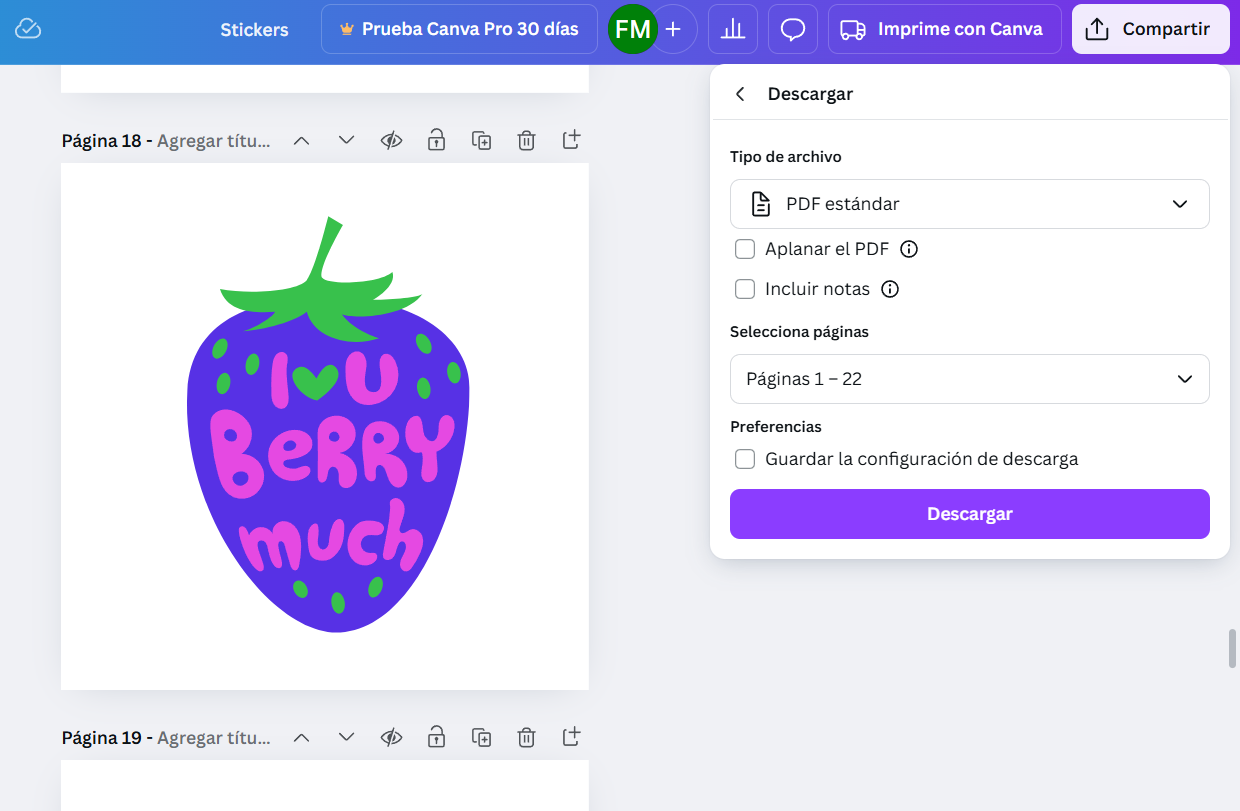 Stickers
Prueba Canva Pro 30 días
FM
Imprime con Canva
Compartir
Descargar
Página 18 - Agregar títu...
Tipo de archivo
PDF estándar
Aplanar el PDF
Incluir notas
Selecciona páginas
Páginas 1 – 22
Preferencias
Guardar la configuración de descarga
Descargar
I U
BeRRY
much
Página 19 - Agregar títu...